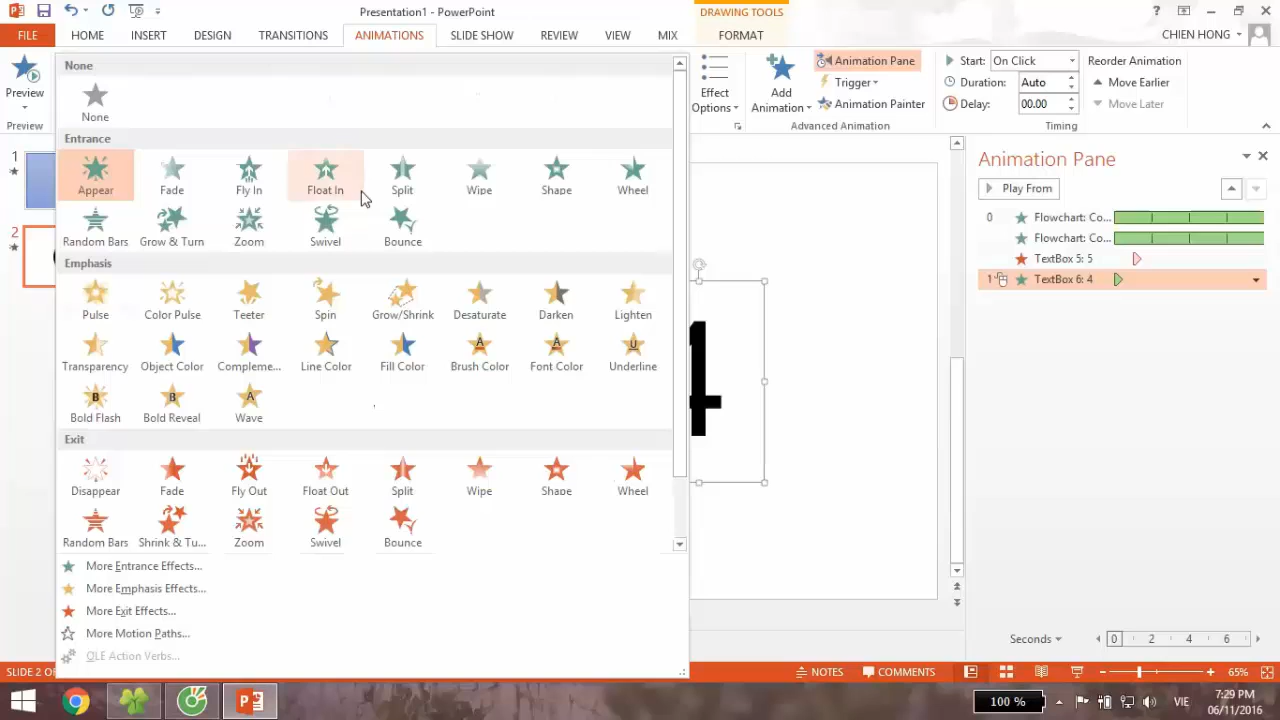 Presentation1 - PowerPoint
DRAWING TOOLS
?
FILE
HOME
INSERT
DESIGN
TRANSITIONS
ANIMATIONS
SLIDE SHOW
REVIEW
VIEW
MIX
FORMAT
CHIEN HONG
Preview
Preview
None
None
Entrance
Appear
Fade
Fly In
Float In
Split
Wipe
Shape
Wheel
Random Bars
Grow & Turn
Zoom
Swivel
Bounce
Emphasis
Pulse
Color Pulse
Teeter
Spin
Grow/Shrink
Desaturate
Darken
Lighten
Transparency
Object Color
Compleme...
Line Color
Fill Color
Brush Color
Font Color
Underline
Bold Flash
Bold Reveal
Wave
Exit
Disappear
Fade
Fly Out
Float Out
Split
Wipe
Shape
Wheel
Random Bars
Shrink & Tu...
Zoom
Swivel
Bounce
More Entrance Effects...
More Emphasis Effects...
More Exit Effects...
More Motion Paths...
OLE Action Verbs...
Effect
Options
Add
Animation
Animation Pane
Trigger
Animation Painter
Advanced Animation
Start: On Click
Duration: Auto
Delay: 00.00
Timing
Reorder Animation
Move Earlier
Move Later
1
2
4
Animation Pane
Play From
0 Flowchart: Co...
Flowchart: Co...
TextBox 5: 5
1 TextBox 6: 4
Seconds
0 2 4 6
SLIDE 2 OF
NOTES
COMMENTS
65%
100 %
VIE
7:29 PM
06/11/2016